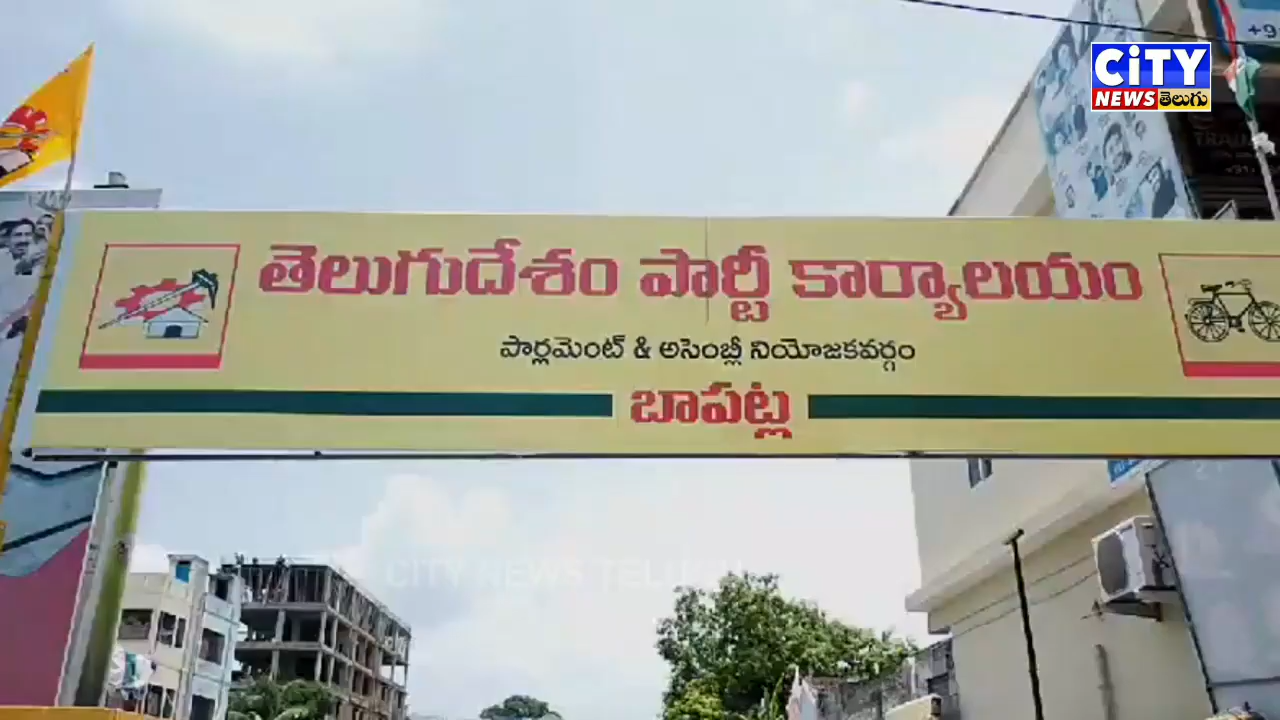 CiTY
NEWS తెలుగు
తెలుగుదేశం పార్టీ కార్యాలయం
పార్లమెంట్ & అసెంబ్లీ నియోజకవర్గం
బాపట్ల
CITY NEWS TELUGU